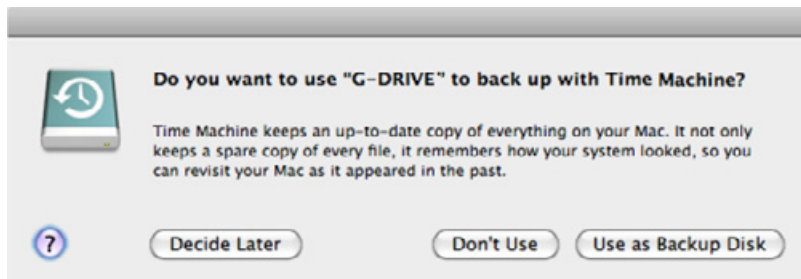 Do you want to use "G-DRIVE" to back up with Time Machine?
Time Machine keeps an up-to-date copy of everything on your Mac. It not only
keeps a spare copy of every file, it remembers how your system looked, so you
can revisit your Mac as it appeared in the past.
? Decide Later Don't Use Use as Backup Disk